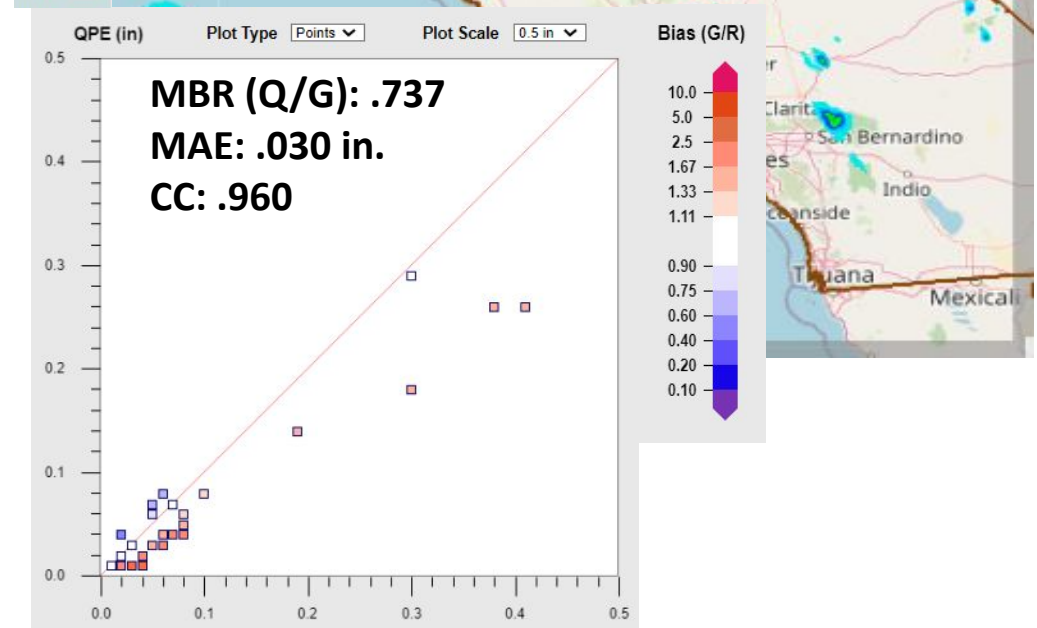 QPE (in)
Plot Type Points
Plot Scale 0.5 in
Bias (G/R)
MBR (Q/G): .737
MAE: .030 in.
CC: .960
0.5
0.4
0.3
0.2
0.1
0.0
0.0 0.1 0.2 0.3 0.4 0.5
10.0
5.0
2.5
1.67
1.33
1.11
0.90
0.75
0.60
0.40
0.20
0.10
Clarit
San Bernardino
es
Indio
ceanside
Tijuana
Mexicali